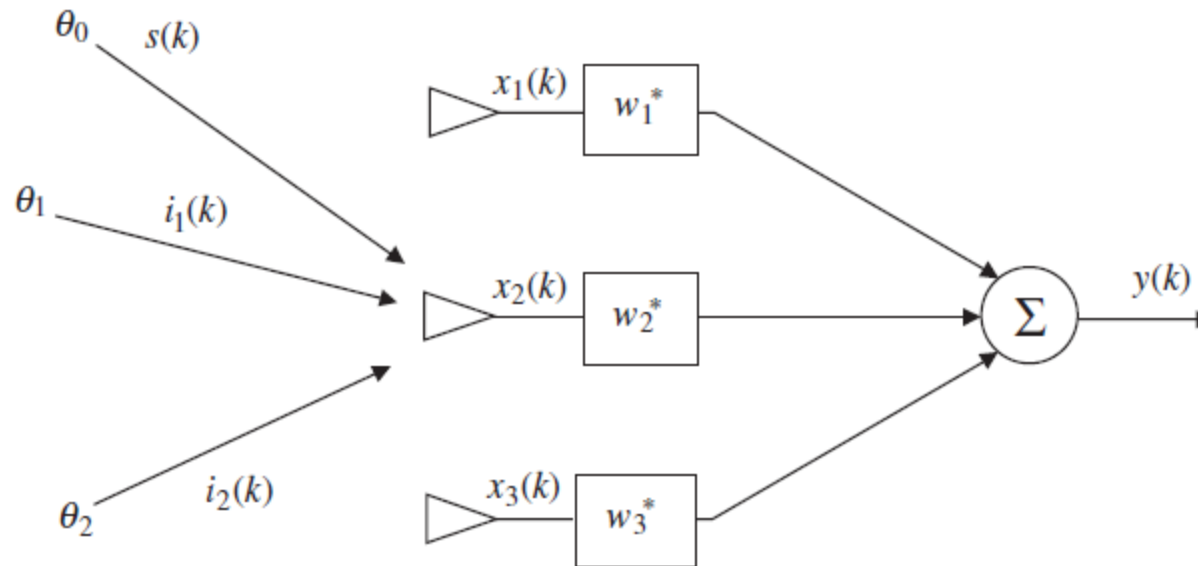 θ₀ s(k)
x₁(k) w₁*
θ₁ i₁(k)
x₂(k) w₂* Σ y(k)
θ₂ i₂(k)
x₃(k) w₃*